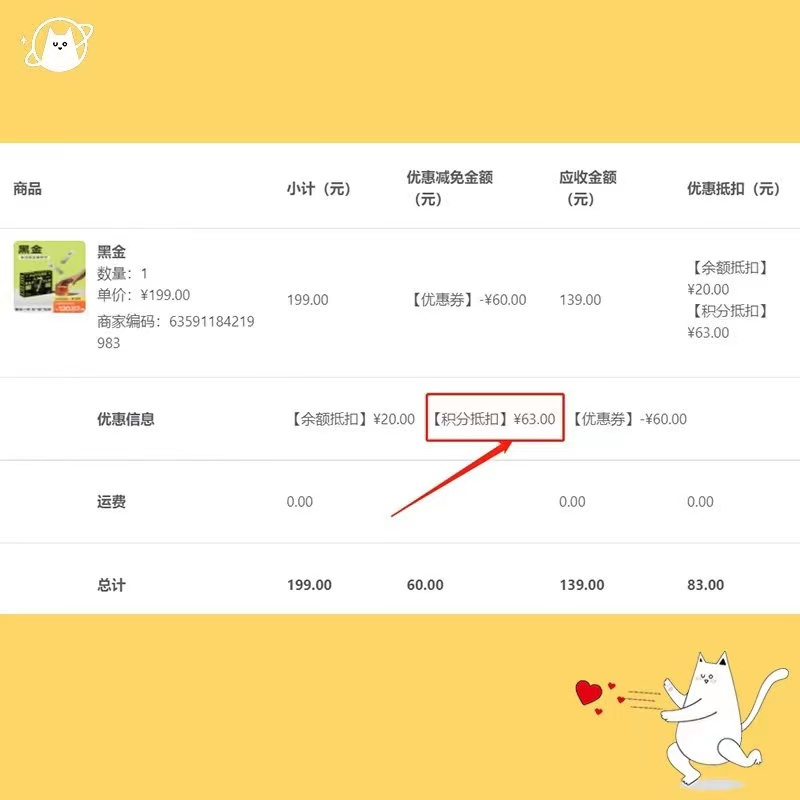 商品
小计（元）
优惠减免金额
（元）
应收金额
（元）
优惠抵扣（元）
黑金
黑金
数量：1
单价：¥199.00
商家编码：63591184219
983
199.00
【优惠券】-¥60.00
139.00
【余额抵扣】
¥20.00
【积分抵扣】
¥63.00
优惠信息
【余额抵扣】¥20.00
【积分抵扣】¥63.00
【优惠券】-¥60.00
运费
0.00
0.00
0.00
总计
199.00
60.00
139.00
83.00